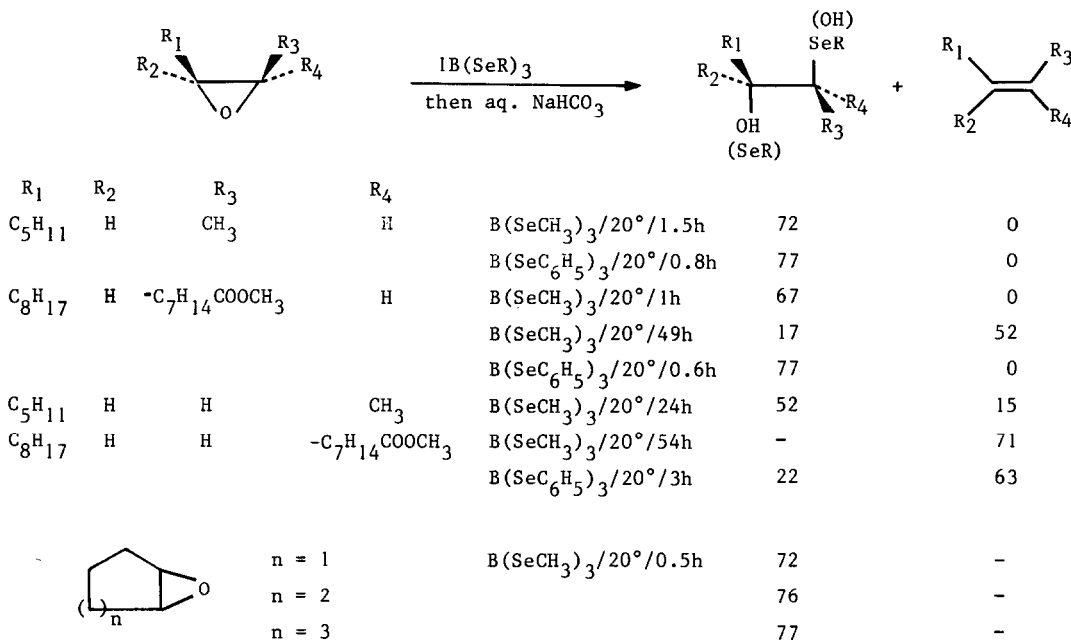 R1 R3 R2 R4 O
1B(SeR)3
then aq. NaHCO3
(OH)
R1 SeR R2 R4 R3
OH
(SeR)
+
R1 R3 R2 R4
R1 R2 R3 R4
C5H11 H CH3 H B(SeCH3)3/20°/1.5h 72 0
B(SeC6H5)3/20°/0.8h 77 0
C8H17 H -C7H14COOCH3 H B(SeCH3)3/20°/1h 67 0
B(SeCH3)3/20°/49h 17 52
B(SeC6H5)3/20°/0.6h 77 0
C5H11 H H CH3 B(SeCH3)3/20°/24h 52 15
C8H17 H H -C7H14COOCH3 B(SeCH3)3/20°/54h - 71
B(SeC6H5)3/20°/3h 22 63
O ( )n n = 1 B(SeCH3)3/20°/0.5h 72 -
n = 2 76 -
n = 3 77 -